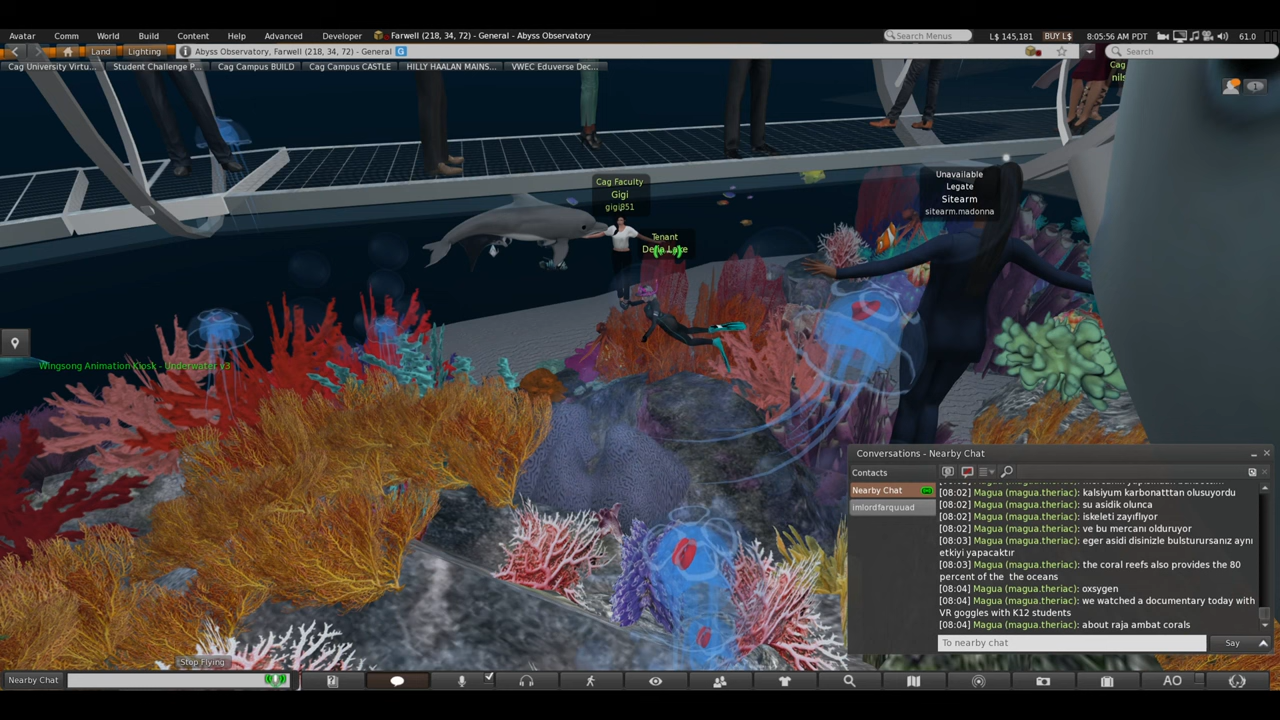 Avatar Comm World Build Content Help Advanced Developer Farwell (218, 34, 72) - General - Abyss Observatory Search Menus L$ 145,181 BUY L$ 8:05:56 AM PDT 61.0
Land Lighting Abyss Observatory, Farwell (218, 34, 72) - General G Search
Cag University Virtu... Student Challenge P... Cag Campus BUILD Cag Campus CASTLE HILLY HAALAN MAINS... VWEC Eduverse Dec...
Cag
nils
1
Unavailable
Legate
Sitearm
sitearm.madonna
Cag Faculty
Gigi
gigi351
Tenant
Wingsong Animation Kiosk - Underwater v3
Conversations - Nearby Chat
Contacts
Nearby Chat
imlordfarquuad
[08:02] Magua (magua.theriac): kalsiyum karbonatttan olusuyordu
[08:02] Magua (magua.theriac): su asidik olunca
[08:02] Magua (magua.theriac): iskeleti zayıflıyor
[08:02] Magua (magua.theriac): ve bu mercanı olduruyor
[08:03] Magua (magua.theriac): eger asidi disinizle bulsturursanız aynı
etkiyi yapacaktır
[08:03] Magua (magua.theriac): the coral reefs also provides the 80
percent of the  the oceans
[08:04] Magua (magua.theriac): oxsygen
[08:04] Magua (magua.theriac): we watched a documentary today with
VR goggles with K12 students
[08:04] Magua (magua.theriac): about raja ambat corals
To nearby chat Say
Stop Flying
Nearby Chat AO